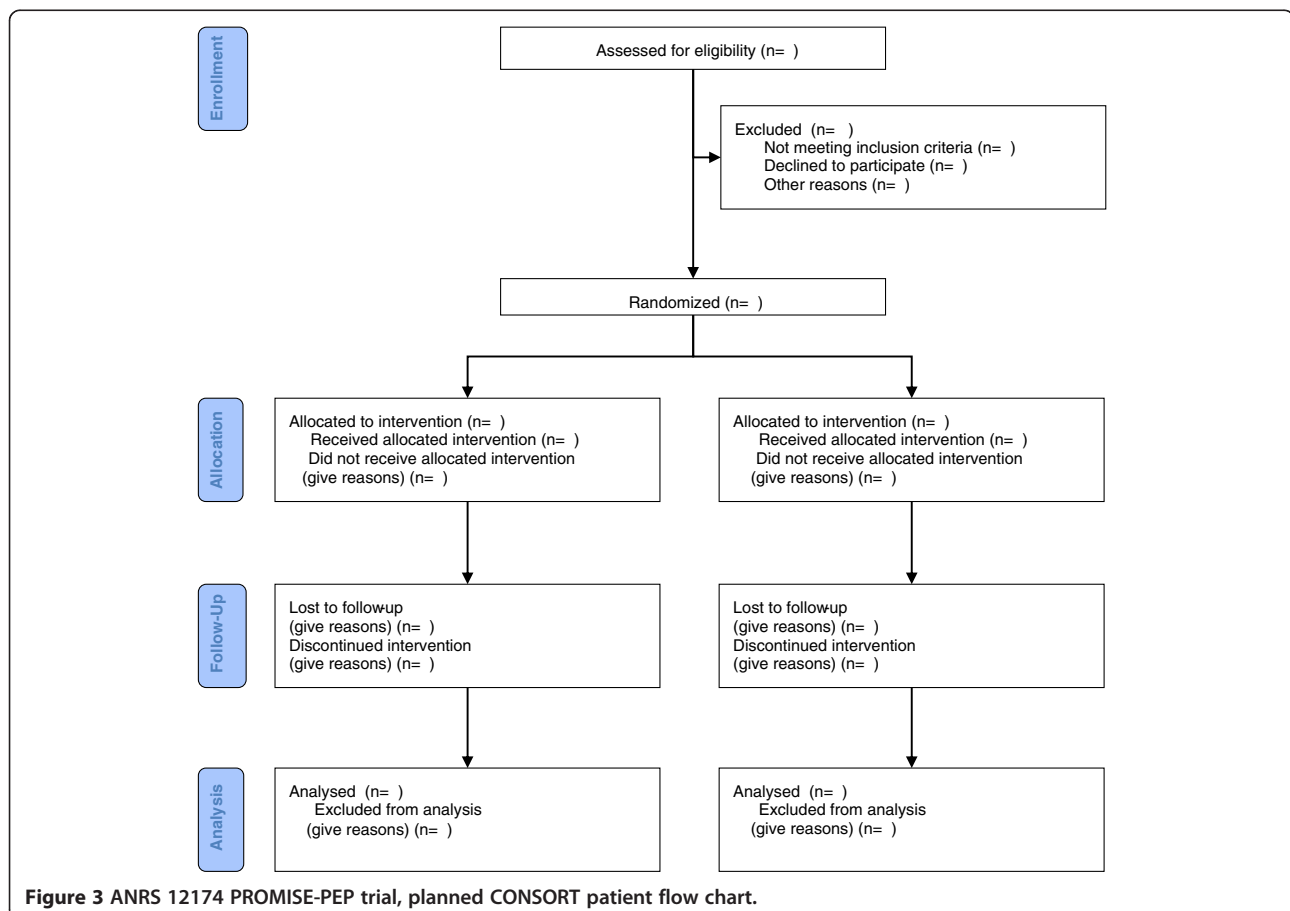 Enrollment
Assessed for eligibility (n= )
Excluded (n= )
Not meeting inclusion criteria (n= )
Declined to participate (n= )
Other reasons (n= )
Randomized (n= )
Allocation
Allocated to intervention (n= )
Received allocated intervention (n= )
Did not receive allocated intervention
(give reasons) (n= )
Allocated to intervention (n= )
Received allocated intervention (n= )
Did not receive allocated intervention
(give reasons) (n= )
Follow-Up
Lost to follow-up
(give reasons) (n= )
Discontinued intervention
(give reasons) (n= )
Lost to follow-up
(give reasons) (n= )
Discontinued intervention
(give reasons) (n= )
Analysis
Analysed (n= )
Excluded from analysis
(give reasons) (n= )
Analysed (n= )
Excluded from analysis
(give reasons) (n= )
Figure 3 ANRS 12174 PROMISE-PEP trial, planned CONSORT patient flow chart.